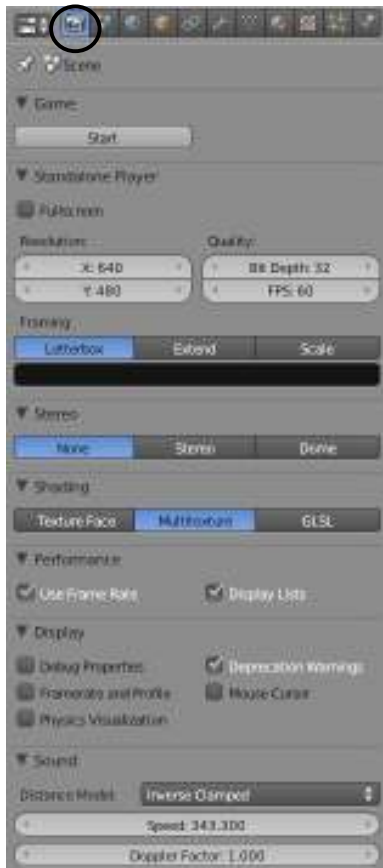 Scene
Game
Start
Standalone Player
Fullscreen
Resolution: Quality:
X: 640 Bit Depth: 32
Y: 480 FPS: 60
Framing:
Letterbox Extend Scale
Stereo
None Stereo Dome
Shading
Texture Face Multitexture GLSL
Performance
Use Frame Rate Display Lists
Display
Debug Properties Deprecation Warnings
Framerate and Profile Mouse Cursor
Physics Visualization
Sound
Distance Model: Inverse Clamped
Speed: 343.300
Doppler Factor: 1.000